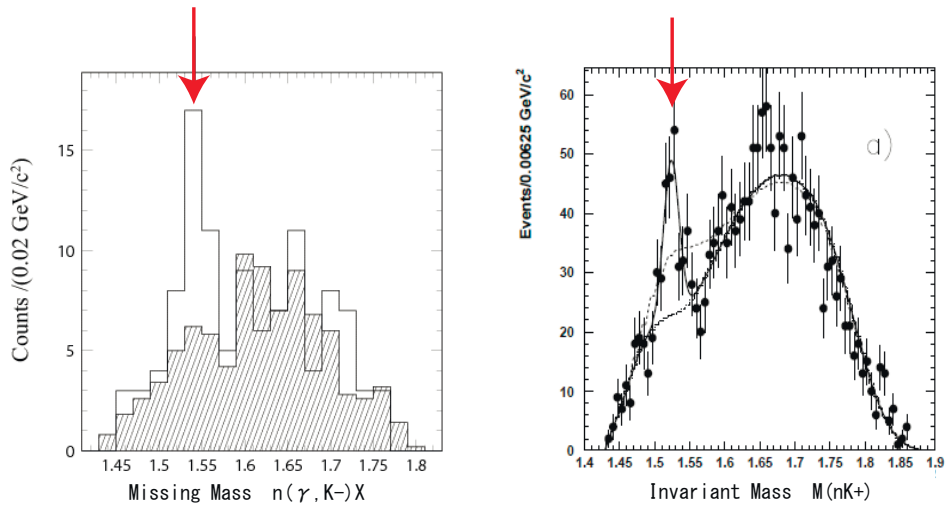 Counts /(0.02 GeV/c²)
15
10
5
0
1.45 1.5 1.55 1.6 1.65 1.7 1.75 1.8
Missing Mass n(γ,K-)X
Events/0.00625 GeV/c²
a)
60
50
40
30
20
10
0
1.4 1.45 1.5 1.55 1.6 1.65 1.7 1.75 1.8 1.85 1.9
Invariant Mass M(nK+)